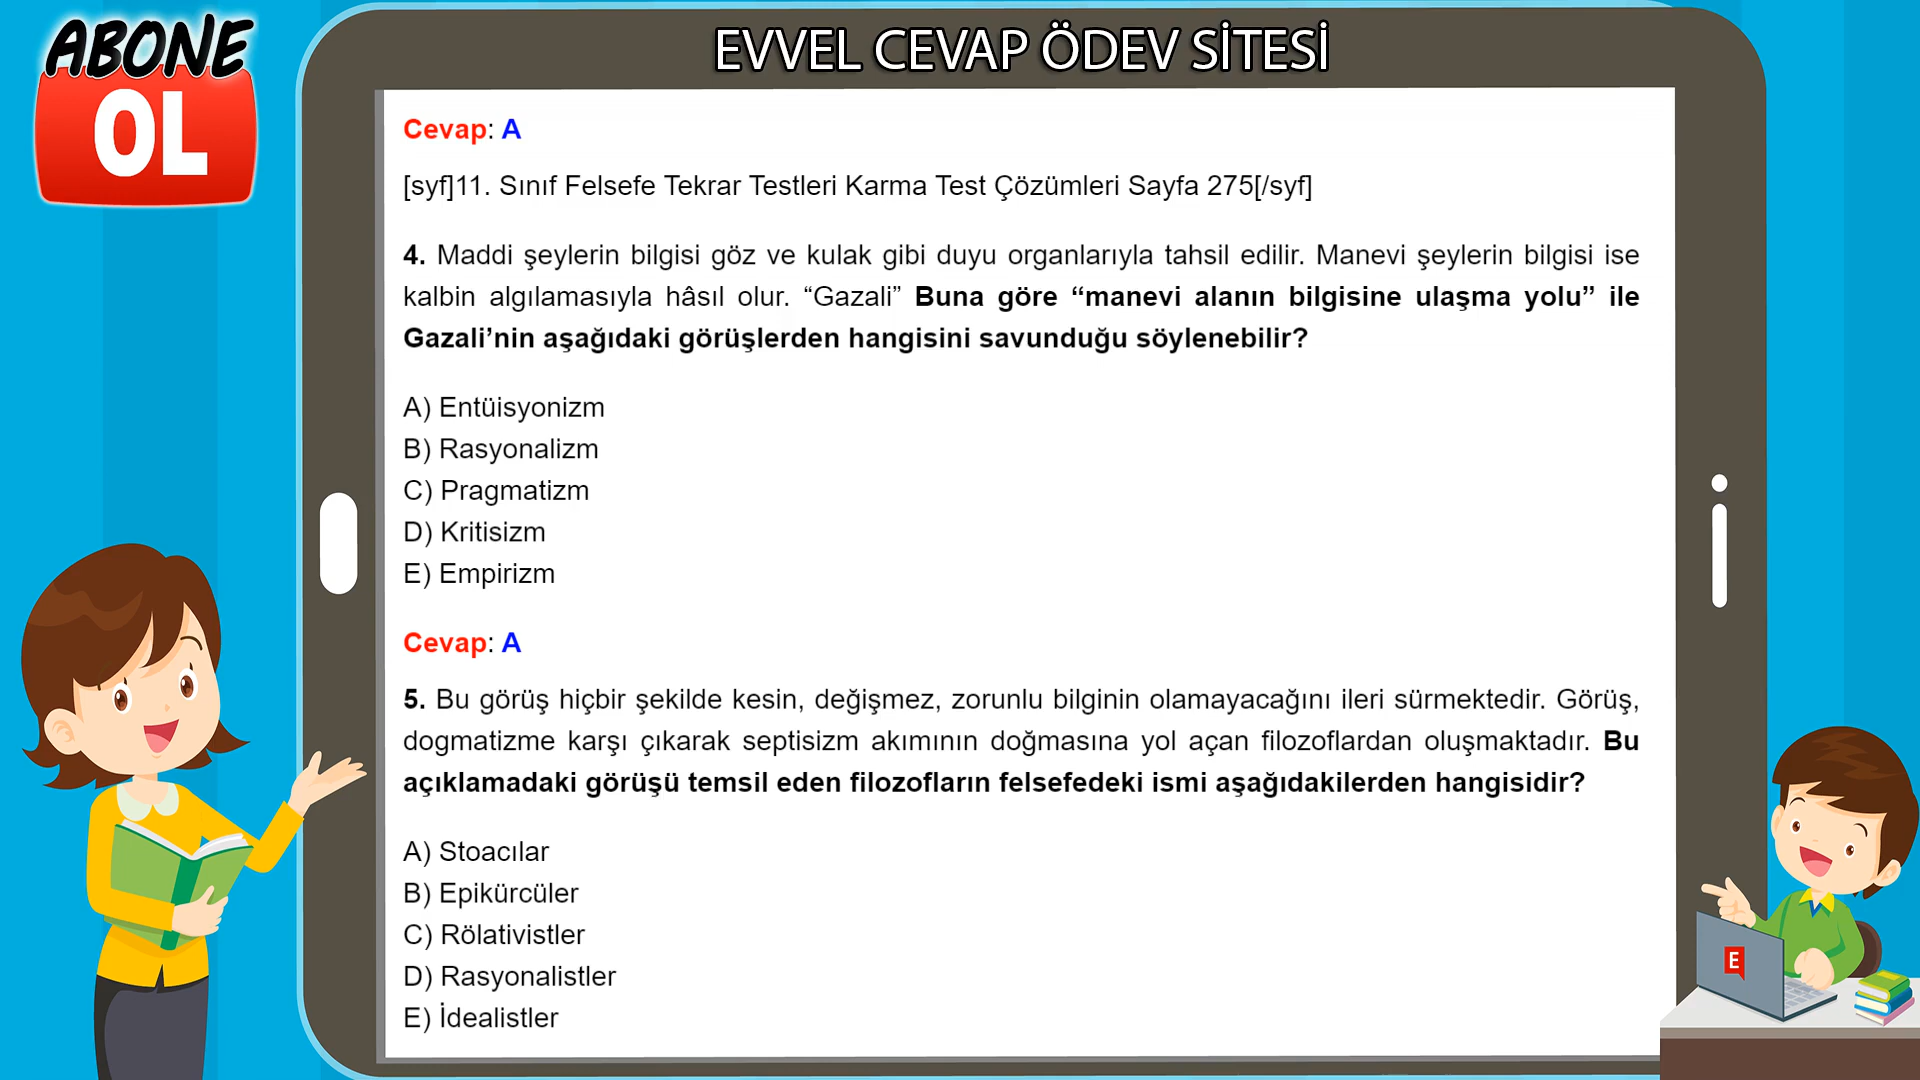 ABONE
OL
EVVEL CEVAP ÖDEV SİTESİ
Cevap: A
[syf]11. Sınıf Felsefe Tekrar Testleri Karma Test Çözümleri Sayfa 275[/syf]
4. Maddi şeylerin bilgisi göz ve kulak gibi duyu organlarıyla tahsil edilir. Manevi şeylerin bilgisi ise
kalbin algılamasıyla hâsıl olur. “Gazali” Buna göre “manevi alanın bilgisine ulaşma yolu” ile
Gazali’nin aşağıdaki görüşlerden hangisini savunduğu söylenebilir?
A) Entüisyonizm
B) Rasyonalizm
C) Pragmatizm
D) Kritisizm
E) Empirizm
Cevap: A
5. Bu görüş hiçbir şekilde kesin, değişmez, zorunlu bilginin olamayacağını ileri sürmektedir. Görüş,
dogmatizme karşı çıkarak septisizm akımının doğmasına yol açan filozoflardan oluşmaktadır. Bu
açıklamadaki görüşü temsil eden filozofların felsefedeki ismi aşağıdakilerden hangisidir?
A) Stoacılar
B) Epikürcüler
C) Rölativistler
D) Rasyonalistler
E) İdealistler
E